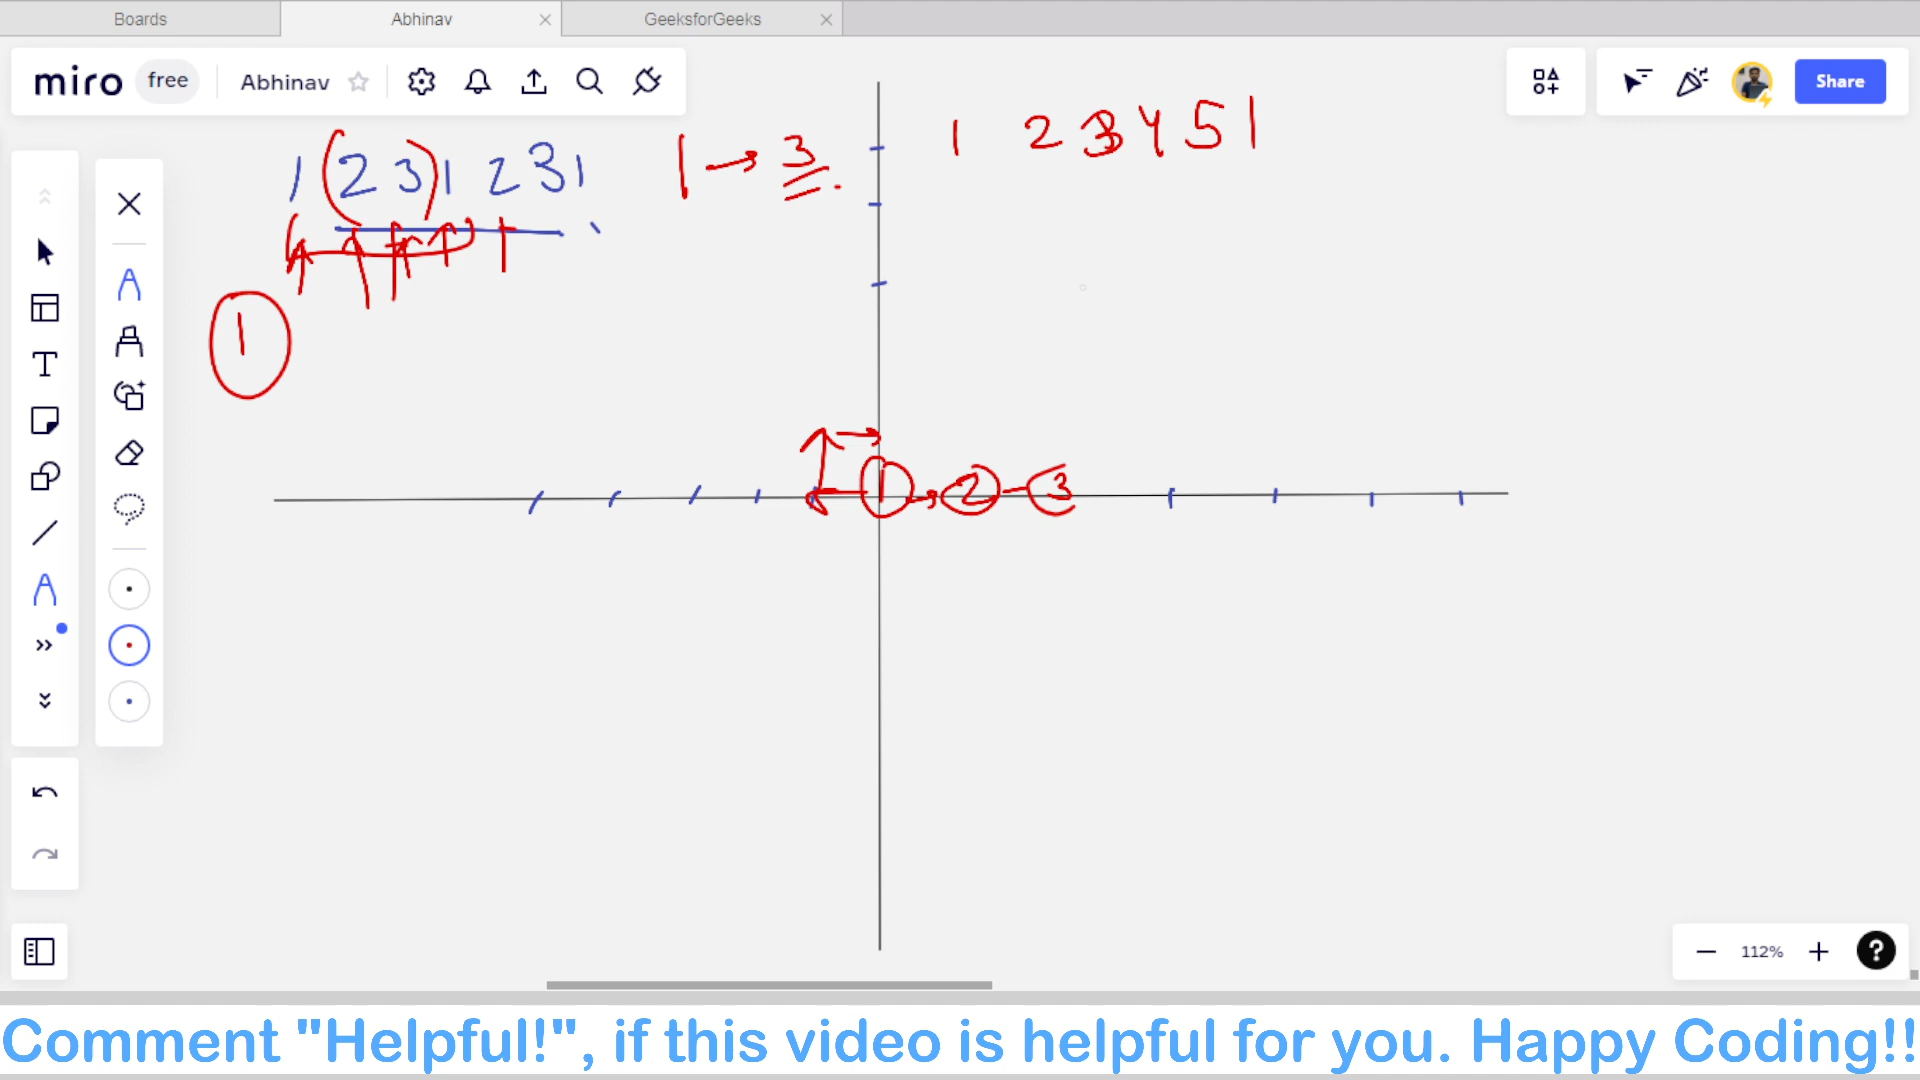 Boards Abhinav GeeksforGeeks
miro free Abhinav Share
1 (2 3) 1 2 3 1
1 → 3
1 2 3 4 5 1
1
1 → 2 - 3
112%
Comment "Helpful!", if this video is helpful for you. Happy Coding!!